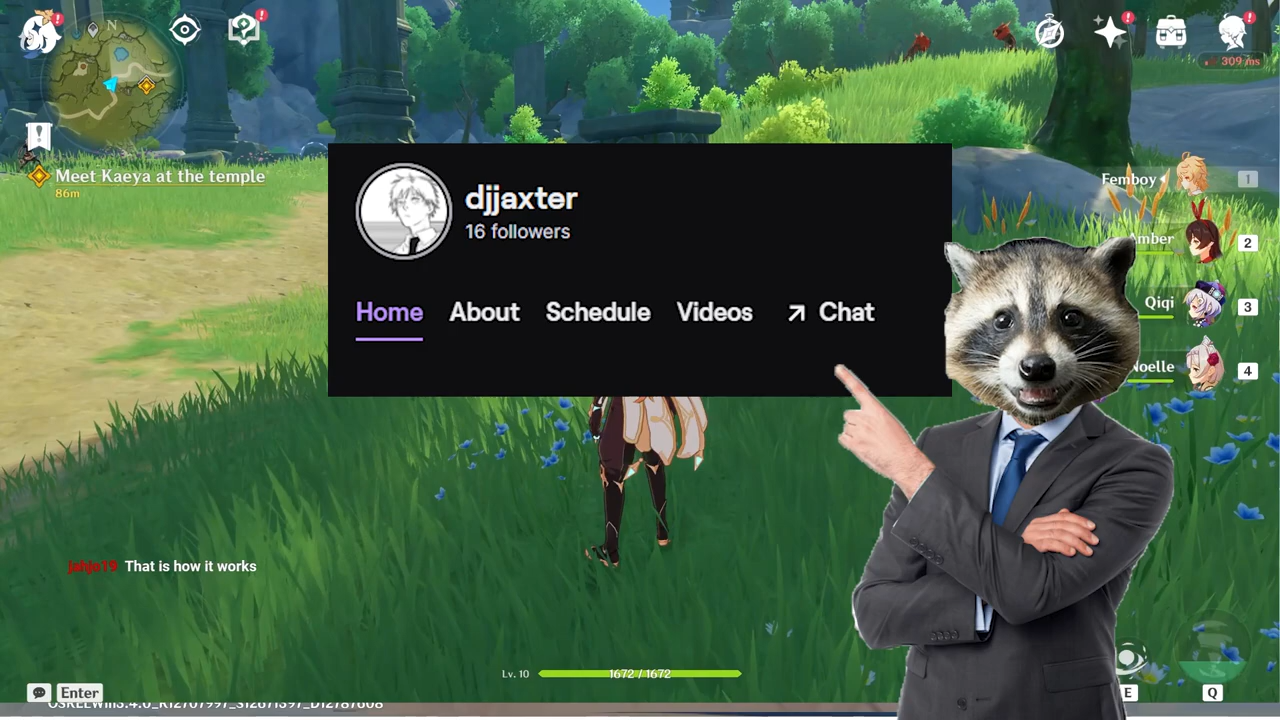 N
309 ms
Meet Kaeya at the temple
86m
djjaxter
16 followers
Home About Schedule Videos Chat
Femboy 1
Amber 2
Qiqi 3
Noelle 4
jahjo19 That is how it works
Lv. 10 1672 / 1672
Enter
E Q